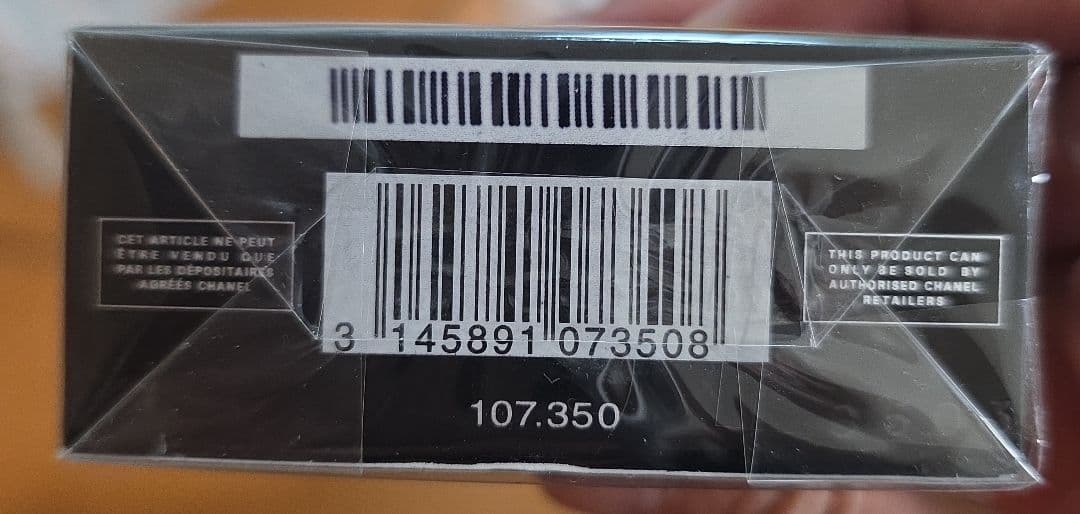 CET ARTICLE NE PEUT
ÊTRE VENDU QUE
PAR LES DÉPOSITAIRES
AGRÉÉS CHANEL
THIS PRODUCT CAN
ONLY BE SOLD BY
AUTHORISED CHANEL
RETAILERS
3 145891 073508
107.350